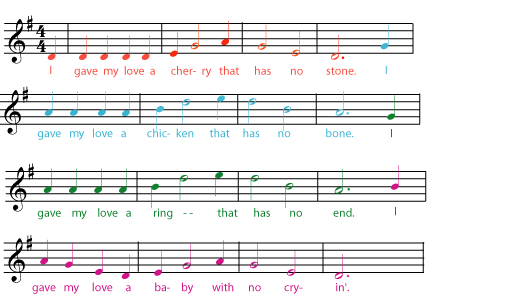 4
4
I gave my love a cher- ry that has no stone. I
gave my love a chic- ken that has no bone. I
gave my love a ring - - that has no end. I
gave my love a ba- by with no cry- in'.